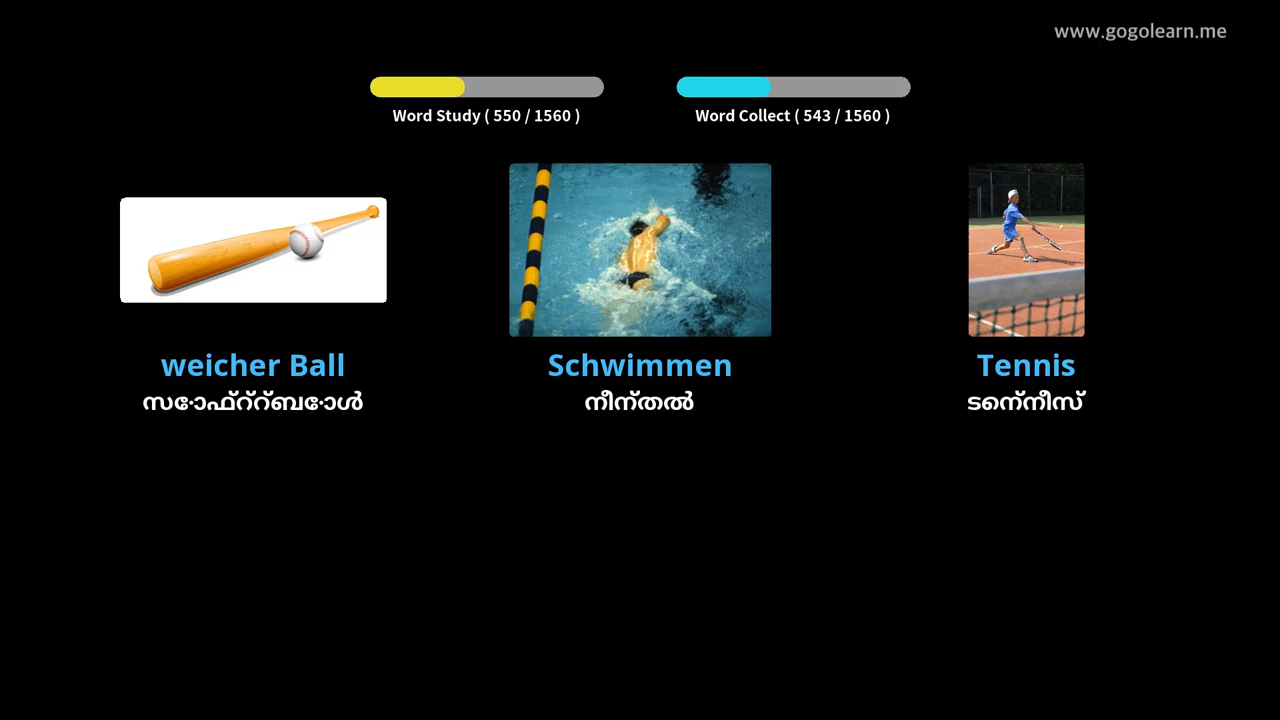 www.gogolearn.me
Word Study ( 550 / 1560 )
Word Collect ( 543 / 1560 )
weicher Ball
സോഫ്റ്റ്ബോൾ
Schwimmen
നീന്തൽ
Tennis
ടെന്നീസ്